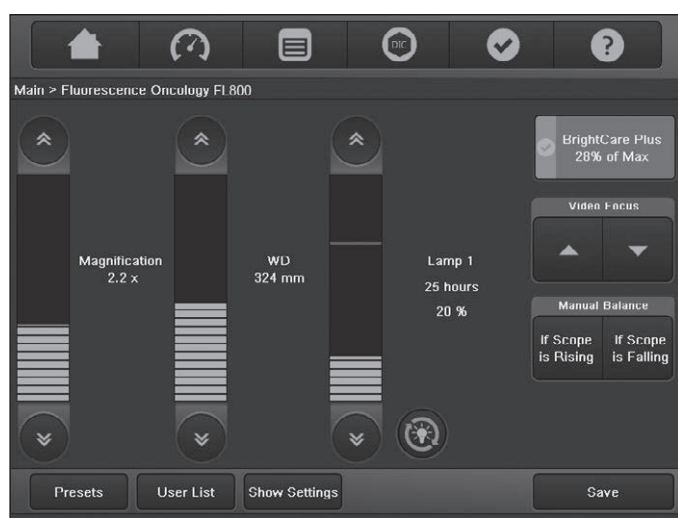 DIC
?
Main > Fluorescence Oncology FL800
BrightCare Plus
28% of Max
Video Focus
Magnification
2.2 x
WD
324 mm
Lamp 1
25 hours
20 %
Manual Balance
If Scope
is Rising
If Scope
is Falling
Presets
User List
Show Settings
Save